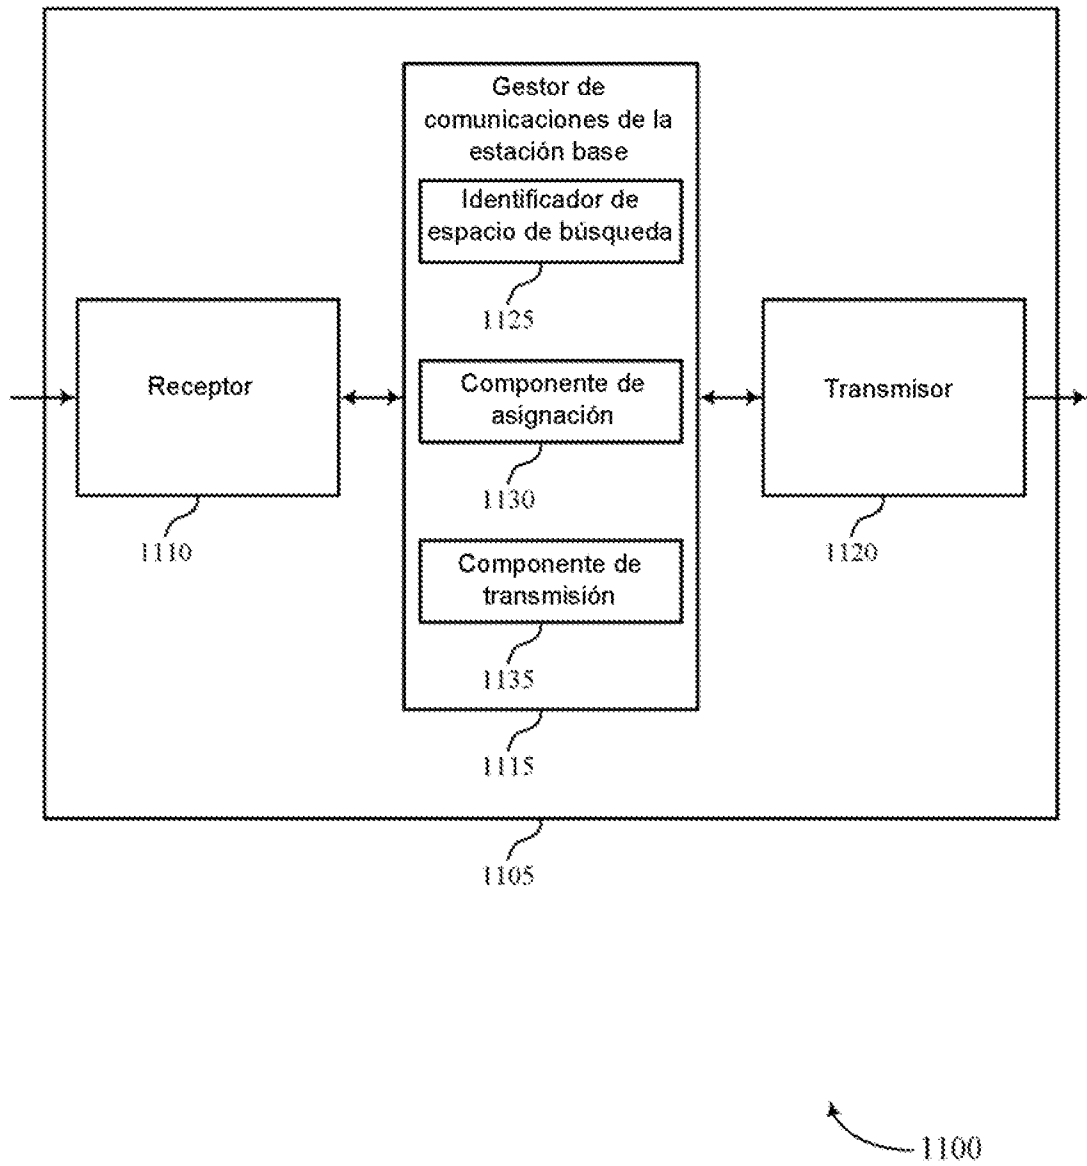 Gestor de
comunicaciones de la
estación base
Identificador de
espacio de búsqueda
1125
Receptor
1110
Componente de
asignación
1130
Transmisor
1120
Componente de
transmisión
1135
1115
1105
1100